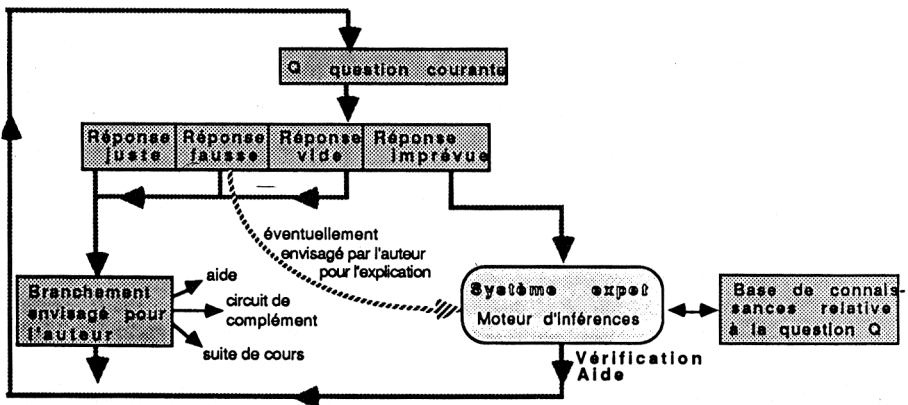 Q question courante
Réponse juste
Réponse fausse
Réponse vide
Réponse imprévue
éventuellement
envisagé par l'auteur
pour l'explication
Branchement
envisagé pour
l'auteur
aide
circuit de
complément
suite de cours
Système expet
Moteur d'inférences
Base de connais-
sances relative
à la question Q
Vérification
Aide